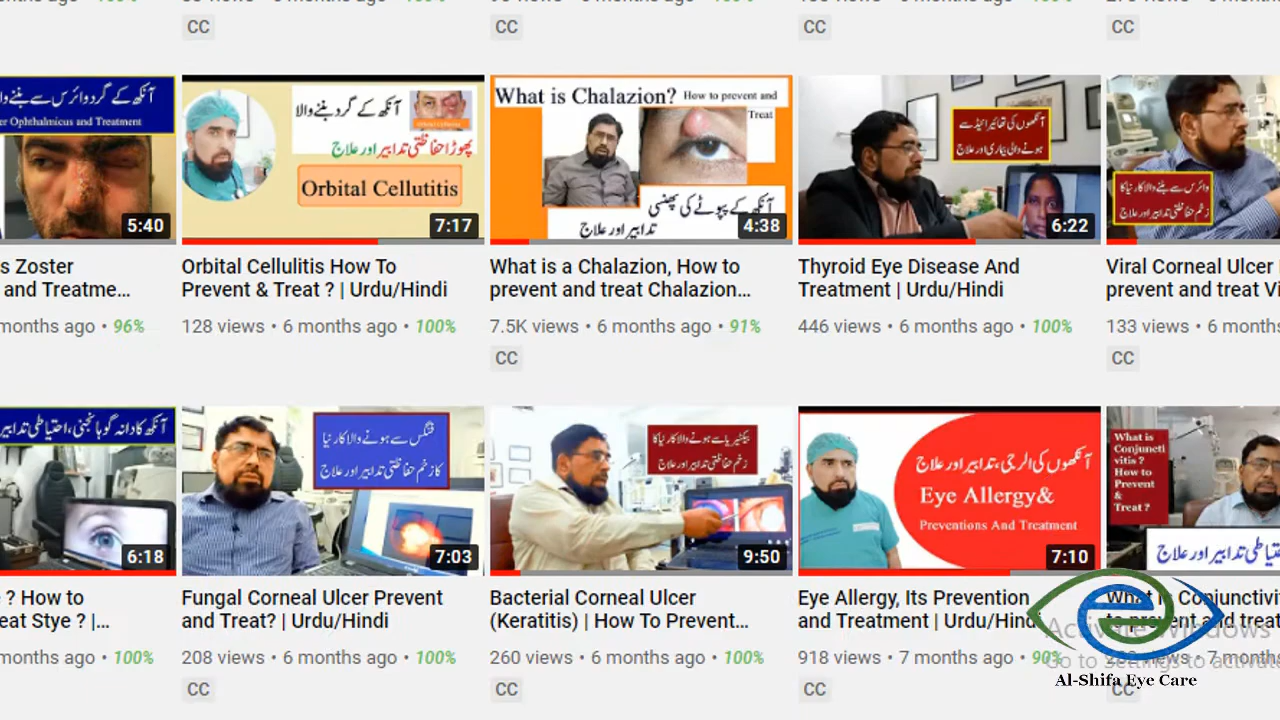 CC
CC
CC
CC
آنکھ کے گرد وائرس سے بننے وا
er Ophthalmicus and Treatment
5:40
آنکھ کے گرد بننے والا
پھوڑا حفاظتی تدابیر اور علاج
Orbital Cellutitis
7:17
What is Chalazion? How to prevent and
Treat
آنکھ کے پپوٹے کی پھنسی
تدابیر اور علاج
4:38
آنکھوں کی تھائیرائیڈ سے
ہونے والی بیماری اور علاج
6:22
وائرس سے بننے والا کارنیا کا
زخم حفاظتی تدابیر اور علاج
s Zoster
and Treatme…
months ago • 96%
Orbital Cellulitis How To
Prevent & Treat ? | Urdu/Hindi
128 views • 6 months ago • 100%
What is a Chalazion, How to
prevent and treat Chalazion…
7.5K views • 6 months ago • 91%
CC
Thyroid Eye Disease And
Treatment | Urdu/Hindi
446 views • 6 months ago • 100%
Viral Corneal Ulcer
prevent and treat Vi
133 views • 6 month
CC
آنکھ کا دانہ گوہانجنی، احتیاطی تدابیر
6:18
فنگس سے ہونے والا کارنیا
کا زخم حفاظتی تدابیر اور علاج
7:03
بیکٹیریا سے ہونے والا کارنیا کا
زخم حفاظتی تدابیر اور علاج
9:50
آنکھوں کی الرجی، تدابیر اور علاج
Eye Allergy&
Preventions And Treatment
7:10
What is
Conjuncti
vitis ?
How to
Prevent
&
Treat ?
احتیاطی تدابیر اور علاج
? How to
eat Stye ? |…
months ago • 100%
Fungal Corneal Ulcer Prevent
and Treat? | Urdu/Hindi
208 views • 6 months ago • 100%
CC
Bacterial Corneal Ulcer
(Keratitis) | How To Prevent…
260 views • 6 months ago • 100%
CC
Eye Allergy, Its Prevention
and Treatment | Urdu/Hindi
918 views • 7 months ago • 90%
CC
What is Conjunctivi
to prevent and treat
views • 7 months
CC
Activate Windows
Go to Settings to activate
Al-Shifa Eye Care